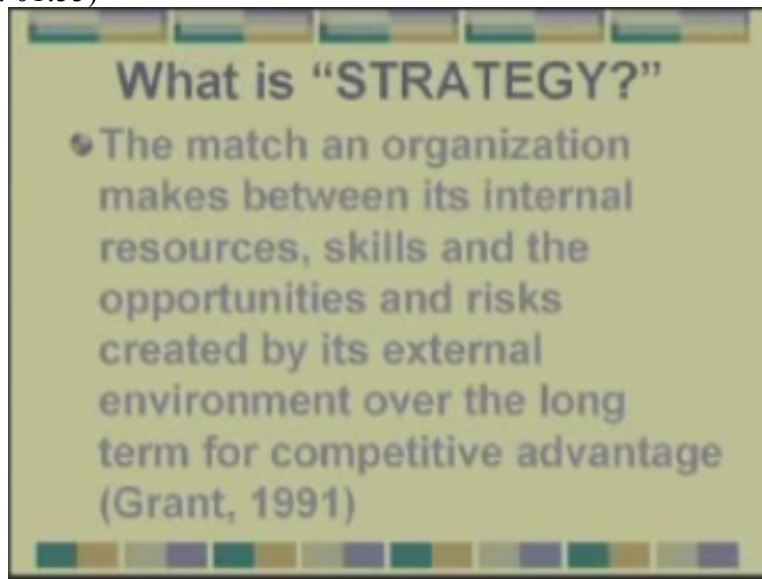 What is “STRATEGY?”
The match an organization
makes between its internal
resources, skills and the
opportunities and risks
created by its external
environment over the long
term for competitive advantage
(Grant, 1991)